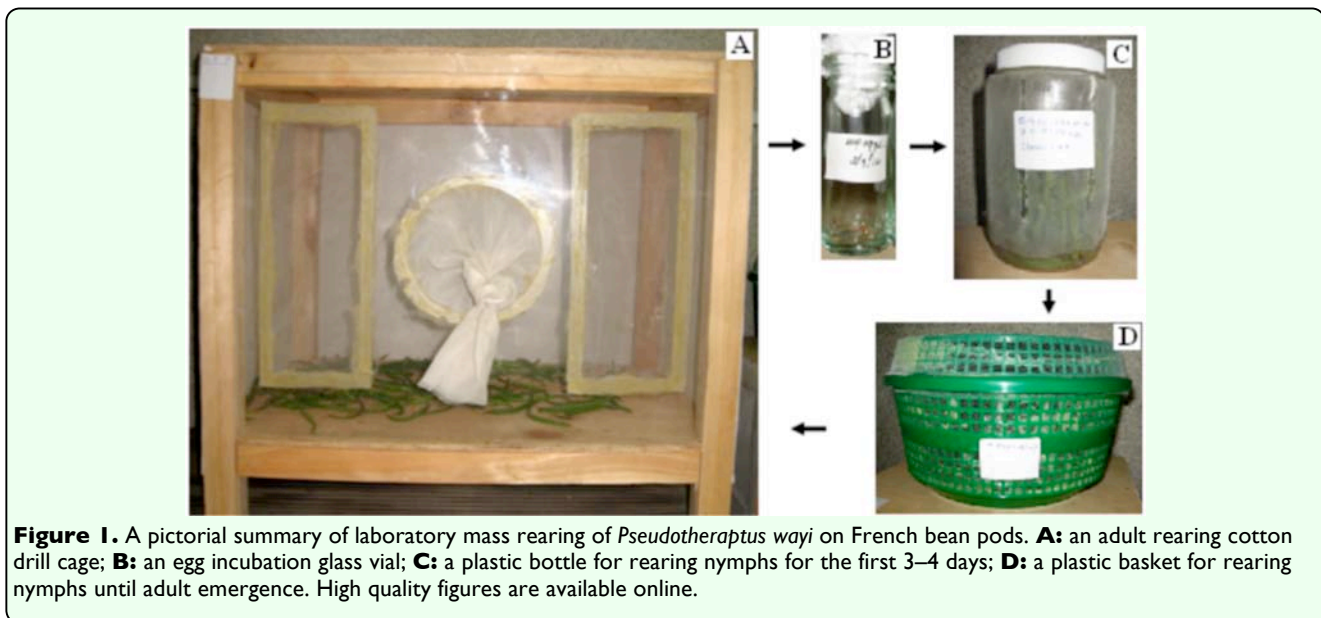 A
B
C
D
Figure 1. A pictorial summary of laboratory mass rearing of Pseudotheraptus wayi on French bean pods. A: an adult rearing cotton
drill cage; B: an egg incubation glass vial; C: a plastic bottle for rearing nymphs for the first 3–4 days; D: a plastic basket for rearing
nymphs until adult emergence. High quality figures are available online.